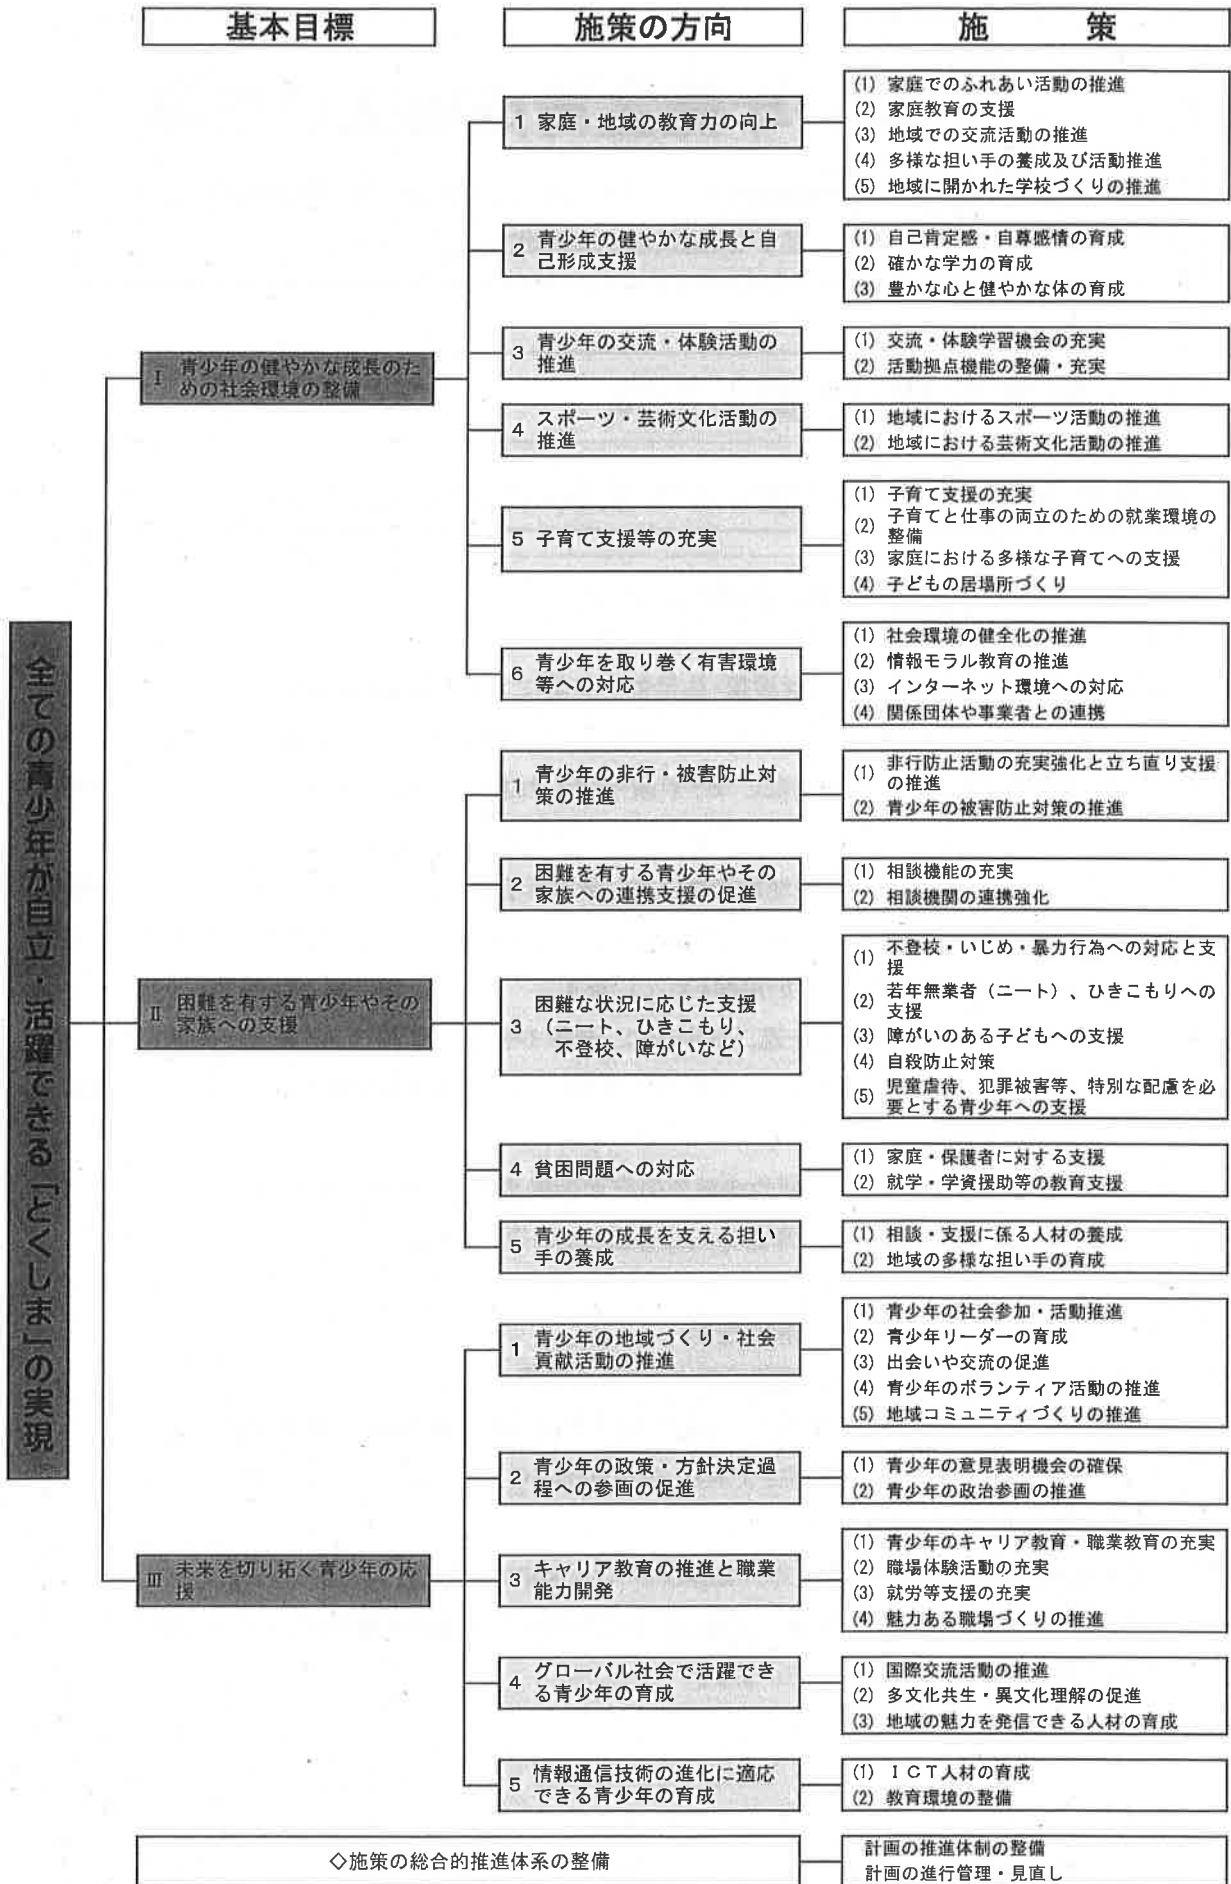 基本目標
施策の方向
施　　策
全ての青少年が自立・活躍できる「とくしま」の実現
Ⅰ 青少年の健やかな成長のた
めの社会環境の整備
1 家庭・地域の教育力の向上
(1) 家庭でのふれあい活動の推進
(2) 家庭教育の支援
(3) 地域での交流活動の推進
(4) 多様な担い手の養成及び活動推進
(5) 地域に開かれた学校づくりの推進
2 青少年の健やかな成長と自
己形成支援
(1) 自己肯定感・自尊感情の育成
(2) 確かな学力の育成
(3) 豊かな心と健やかな体の育成
3 青少年の交流・体験活動の
推進
(1) 交流・体験学習機会の充実
(2) 活動拠点機能の整備・充実
4 スポーツ・芸術文化活動の
推進
(1) 地域におけるスポーツ活動の推進
(2) 地域における芸術文化活動の推進
5 子育て支援等の充実
(1) 子育て支援の充実
(2) 子育てと仕事の両立のための就業環境の
整備
(3) 家庭における多様な子育てへの支援
(4) 子どもの居場所づくり
6 青少年を取り巻く有害環境
等への対応
(1) 社会環境の健全化の推進
(2) 情報モラル教育の推進
(3) インターネット環境への対応
(4) 関係団体や事業者との連携
Ⅱ 困難を有する青少年やその
家族への支援
1 青少年の非行・被害防止対
策の推進
(1) 非行防止活動の充実強化と立ち直り支援
の推進
(2) 青少年の被害防止対策の推進
2 困難を有する青少年やその
家族への連携支援の促進
(1) 相談機能の充実
(2) 相談機関の連携強化
3 困難な状況に応じた支援
（ニート、ひきこもり、
不登校、障がいなど）
(1) 不登校・いじめ・暴力行為への対応と支
援
(2) 若年無業者（ニート）、ひきこもりへの
支援
(3) 障がいのある子どもへの支援
(4) 自殺防止対策
(5) 児童虐待、犯罪被害等、特別な配慮を必
要とする青少年への支援
4 貧困問題への対応
(1) 家庭・保護者に対する支援
(2) 就学・学資援助等の教育支援
5 青少年の成長を支える担い
手の養成
(1) 相談・支援に係る人材の養成
(2) 地域の多様な担い手の育成
Ⅲ 未来を切り拓く青少年の応
援
1 青少年の地域づくり・社会
貢献活動の推進
(1) 青少年の社会参加・活動推進
(2) 青少年リーダーの育成
(3) 出会いや交流の促進
(4) 青少年のボランティア活動の推進
(5) 地域コミュニティづくりの推進
2 青少年の政策・方針決定過
程への参画の促進
(1) 青少年の意見表明機会の確保
(2) 青少年の政治参画の推進
3 キャリア教育の推進と職業
能力開発
(1) 青少年のキャリア教育・職業教育の充実
(2) 職場体験活動の充実
(3) 就労等支援の充実
(4) 魅力ある職場づくりの推進
4 グローバル社会で活躍でき
る青少年の育成
(1) 国際交流活動の推進
(2) 多文化共生・異文化理解の促進
(3) 地域の魅力を発信できる人材の育成
5 情報通信技術の進化に適応
できる青少年の育成
(1) ＩＣＴ人材の育成
(2) 教育環境の整備
◇施策の総合的推進体系の整備
計画の推進体制の整備
計画の進行管理・見直し